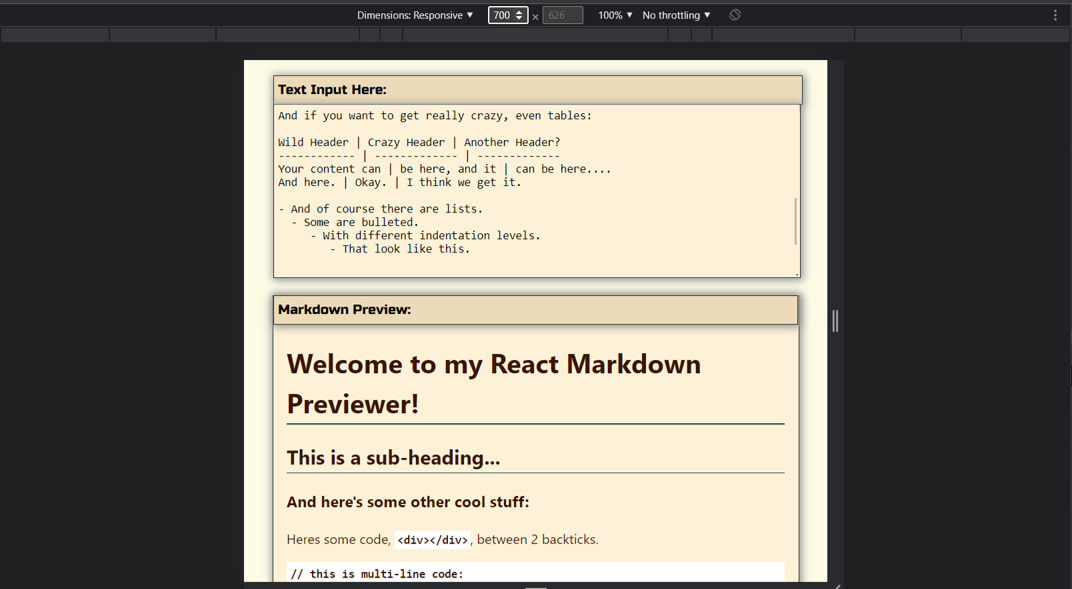 Dimensions: Responsive ▼ 700 × 626 100% ▼ No throttling ▼
Text Input Here:
And if you want to get really crazy, even tables:
Wild Header | Crazy Header | Another Header?
------------ | ------------- | -------------
Your content can | be here, and it | can be here....
And here. | Okay. | I think we get it.
- And of course there are lists.
  - Some are bulleted.
     - With different indentation levels.
        - That look like this.
Markdown Preview:
Welcome to my React Markdown
Previewer!
This is a sub-heading...
And here's some other cool stuff:
Heres some code, <div></div>, between 2 backticks.
// this is multi-line code: